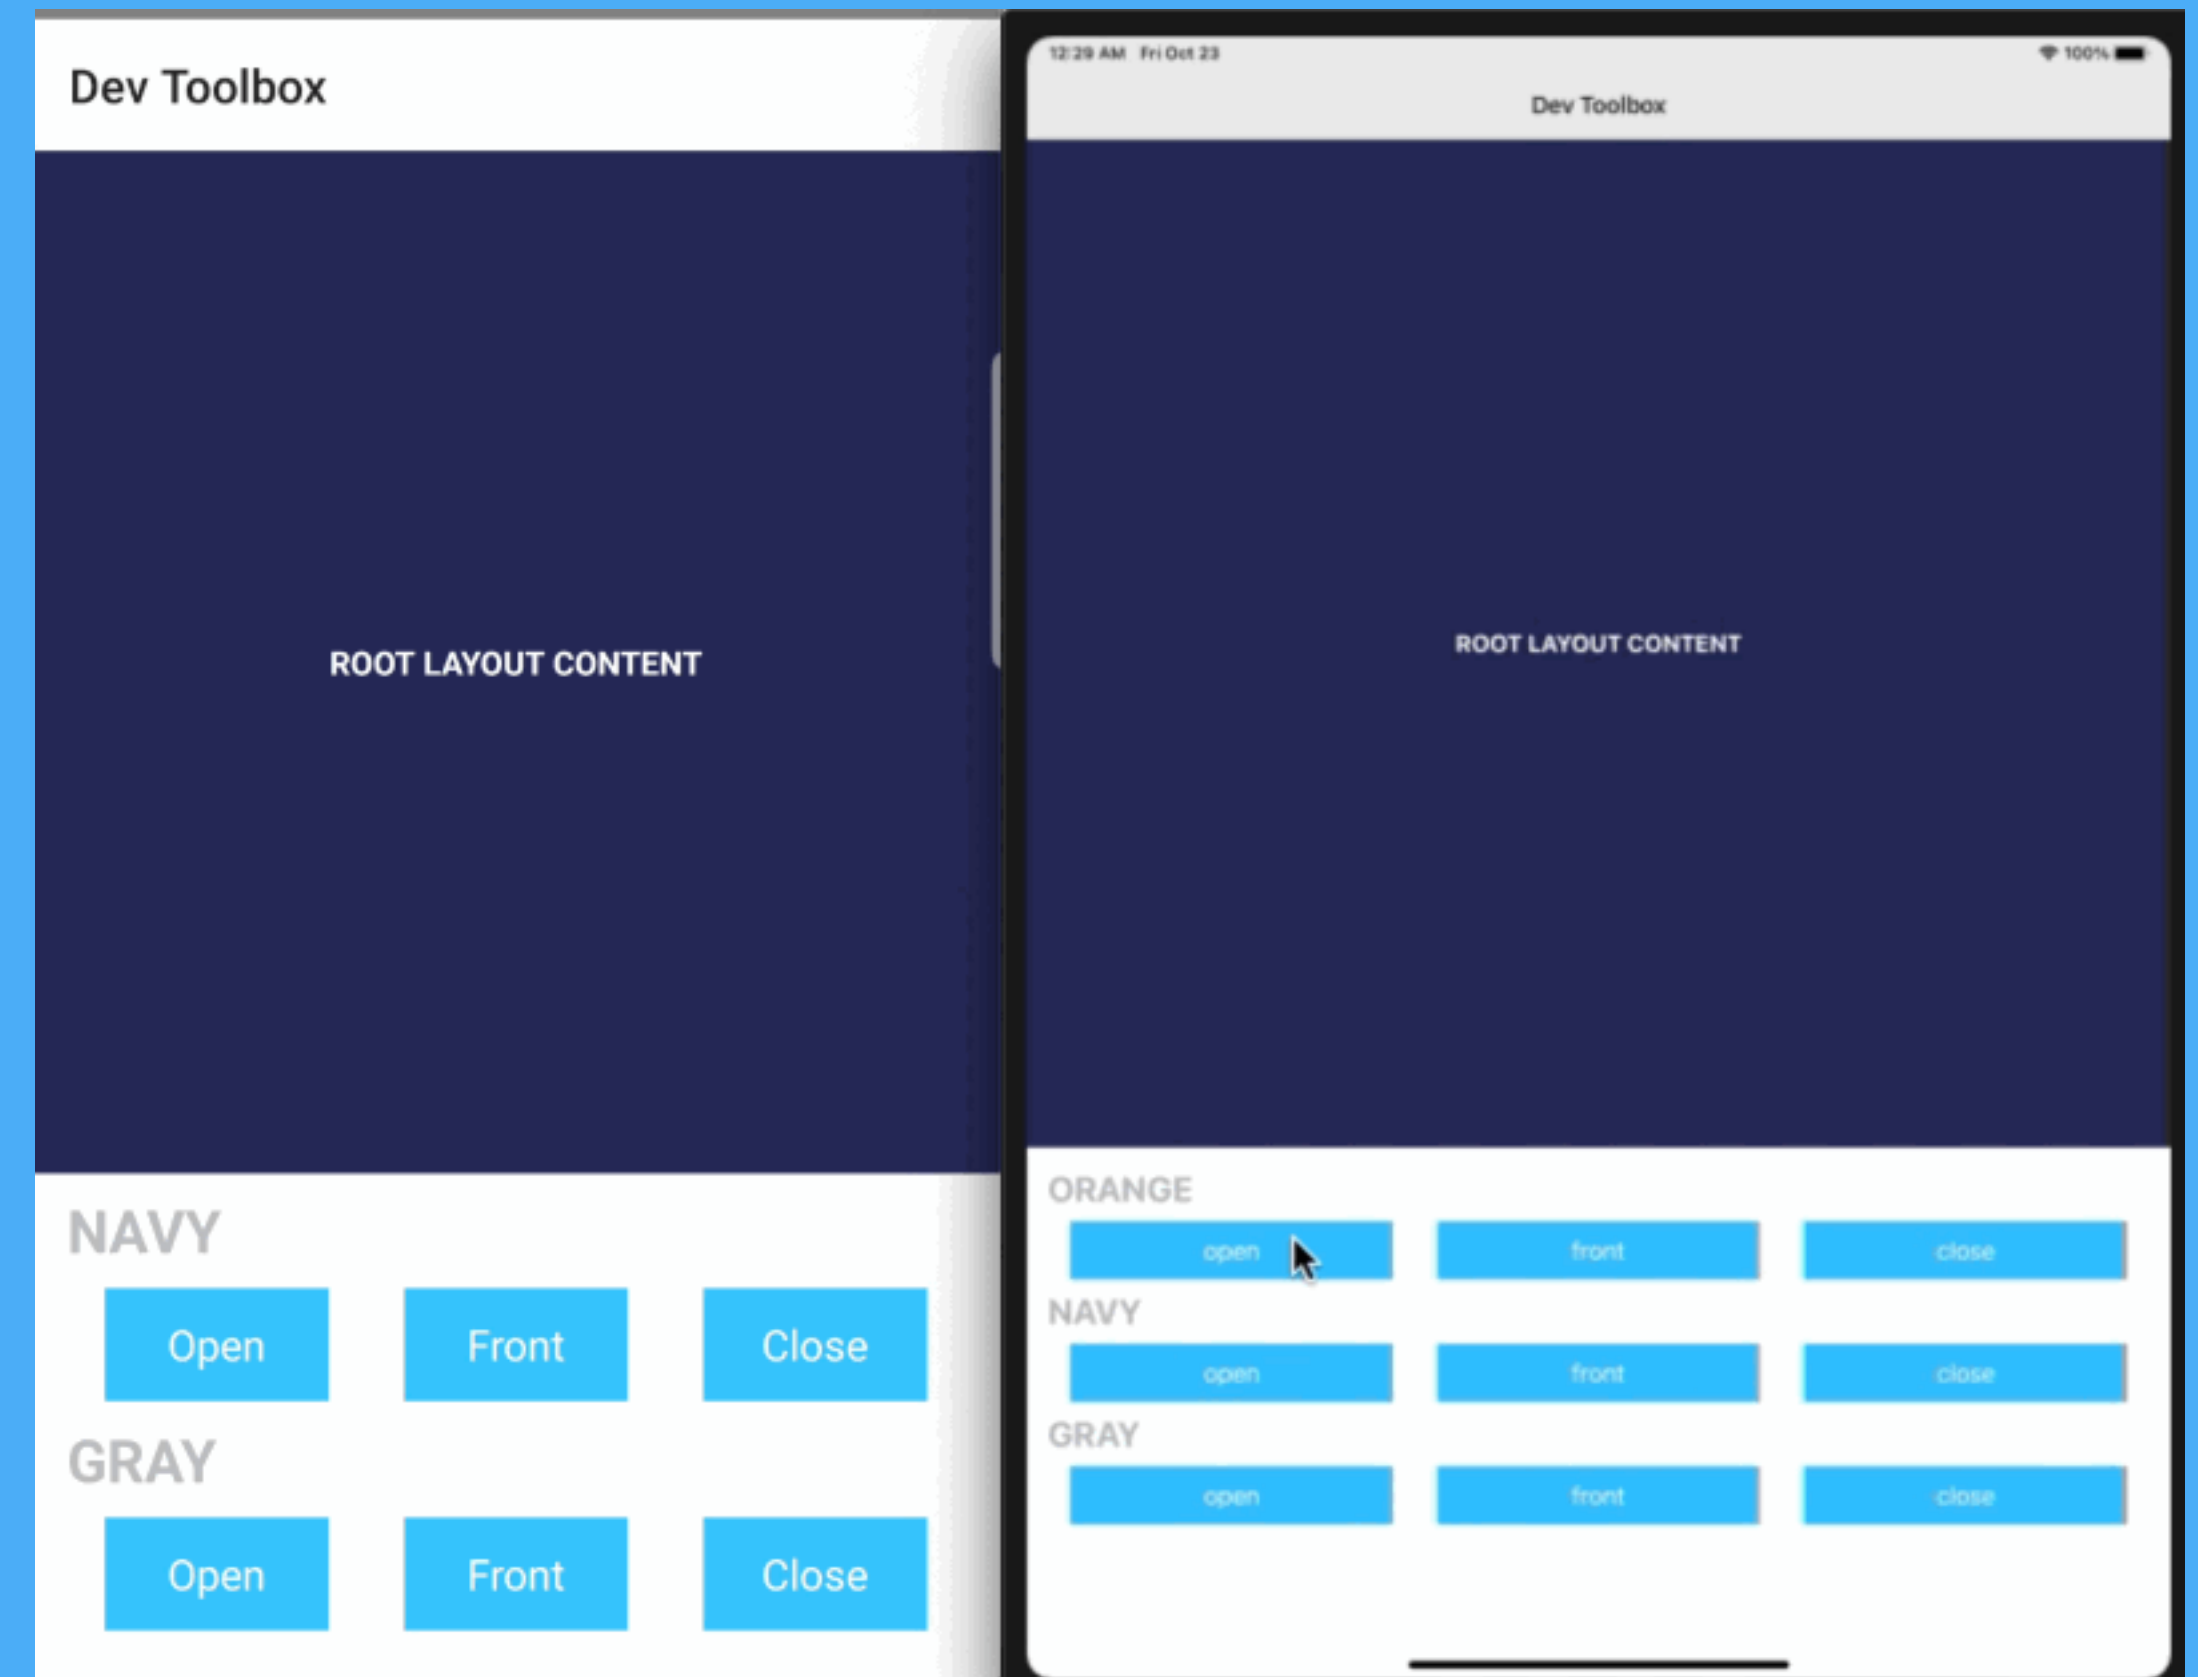 Dev Toolbox
ROOT LAYOUT CONTENT
NAVY
Open Front Close
GRAY
Open Front Close
12:29 AM Fri Oct 23 100%
Dev Toolbox
ROOT LAYOUT CONTENT
ORANGE
open front close
NAVY
open front close
GRAY
open front close